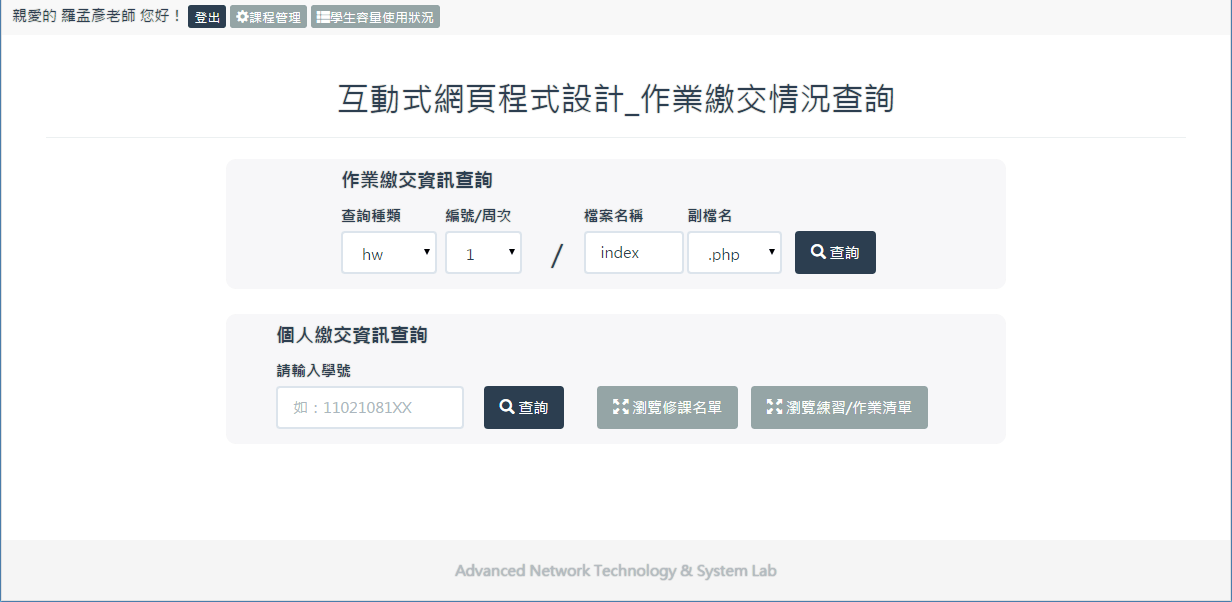 親愛的 羅孟彥老師 您好！ 登出 課程管理 學生容量使用狀況
互動式網頁程式設計_作業繳交情況查詢
作業繳交資訊查詢
查詢種類 編號/周次 檔案名稱 副檔名
hw 1 / index .php 查詢
個人繳交資訊查詢
請輸入學號
如：11021081XX 查詢 瀏覽修課名單 瀏覽練習/作業清單
Advanced Network Technology & System Lab